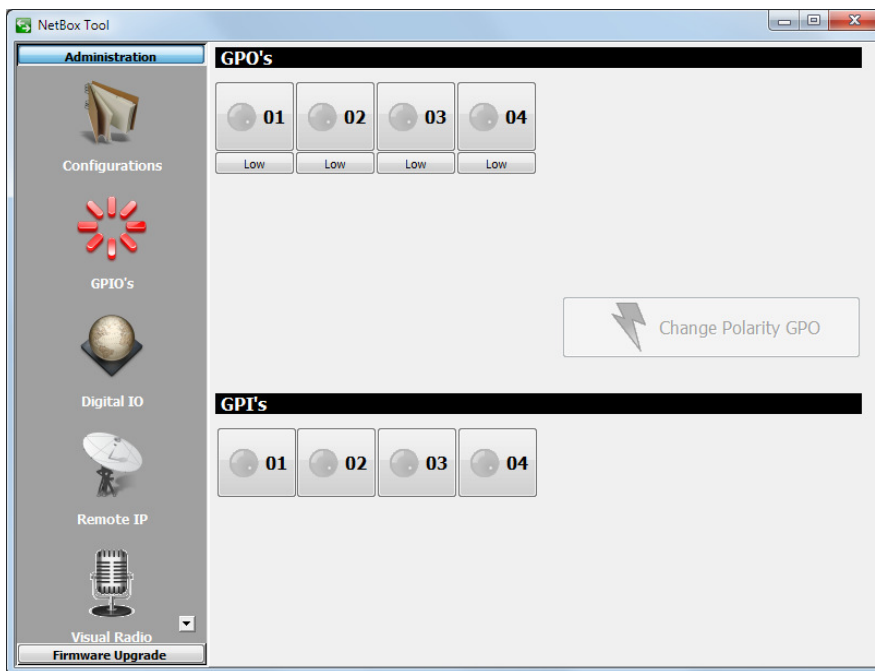 NetBox Tool
Administration
Configurations
GPIO's
Digital IO
Remote IP
Visual Radio
Firmware Upgrade
GPO's
01 02 03 04
Low Low Low Low
Change Polarity GPO
GPI's
01 02 03 04